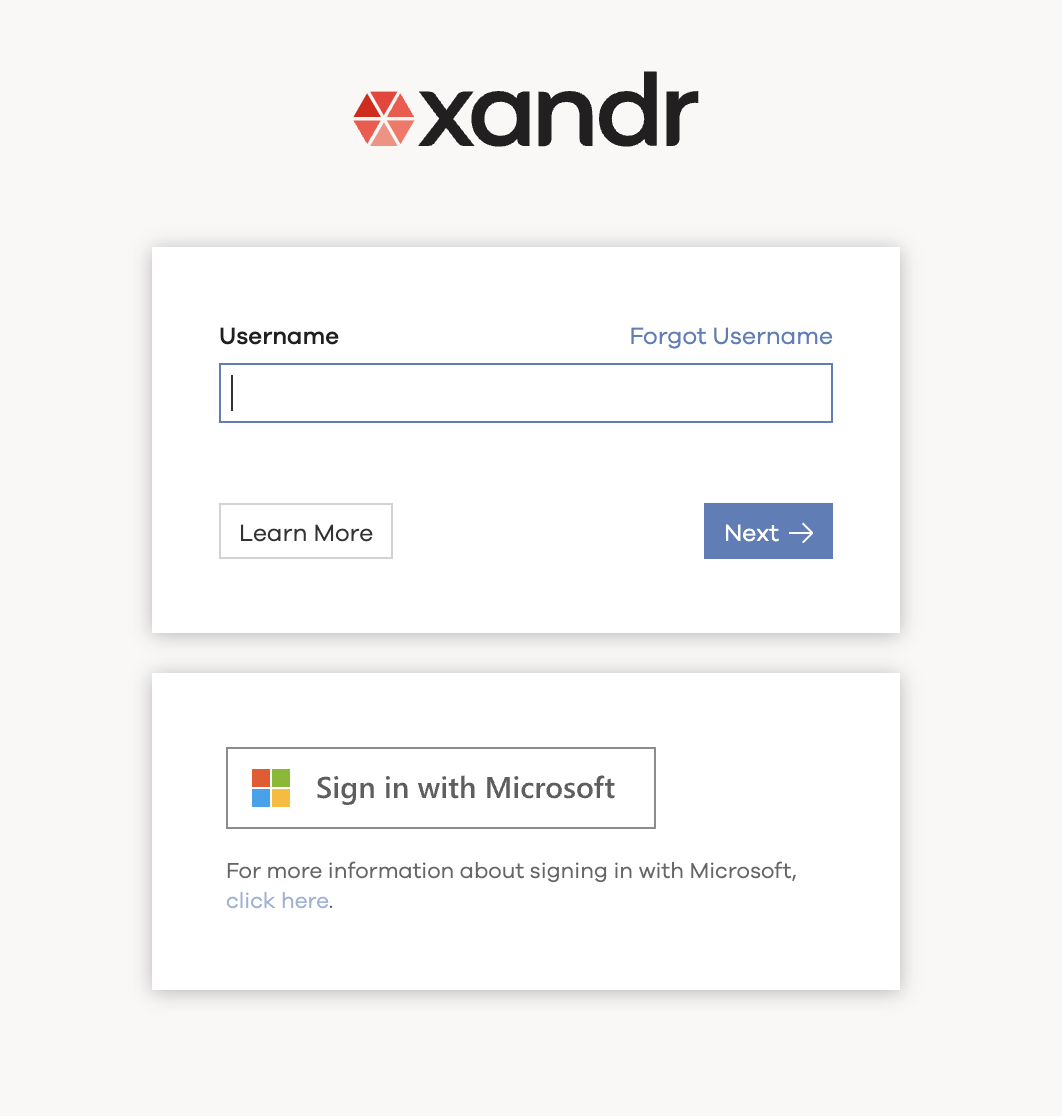 xandr
Username
Forgot Username
Learn More
Next
Sign in with Microsoft
For more information about signing in with Microsoft,
click here.